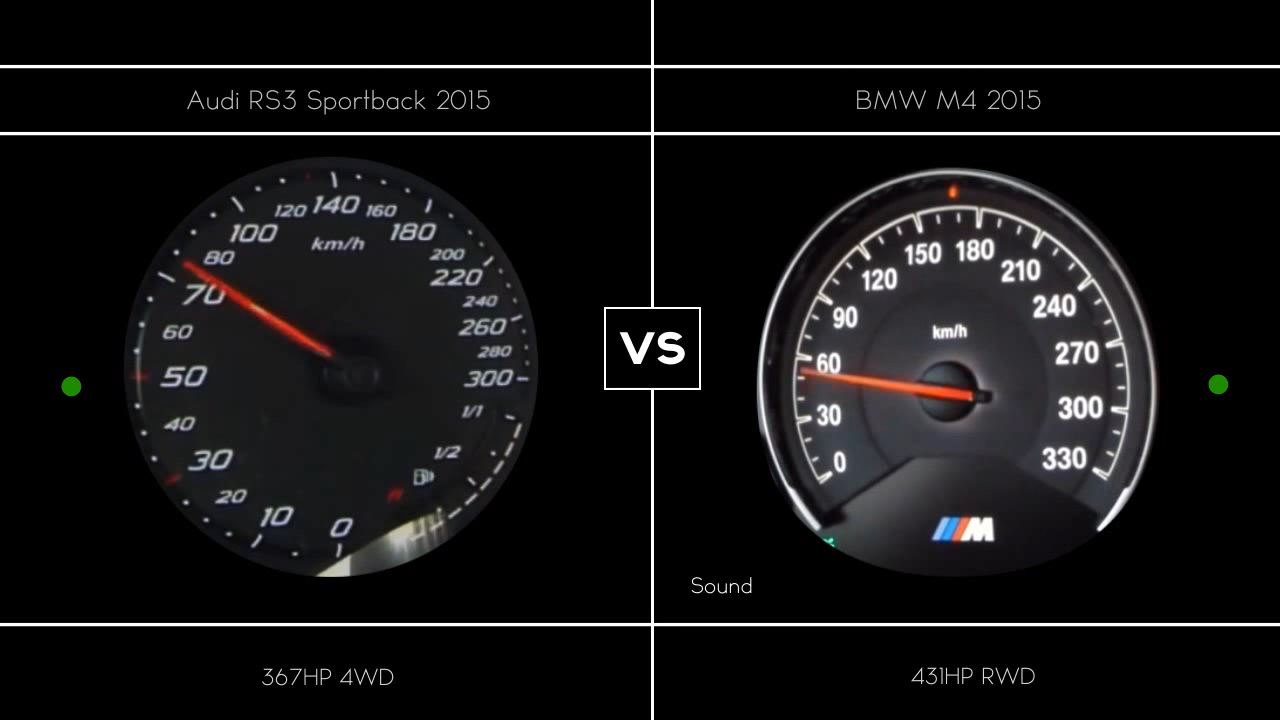 Audi RS3 Sportback 2015
BMW M4 2015
120 140 160
100 180
km/h
80 200
70 220
240
60 260
280
50 300
1/1
40
30 1/2
20
10 0
VS
150 180
120 210
90 240
km/h
60 270
30 300
0 330
M
Sound
367HP 4WD
431HP RWD